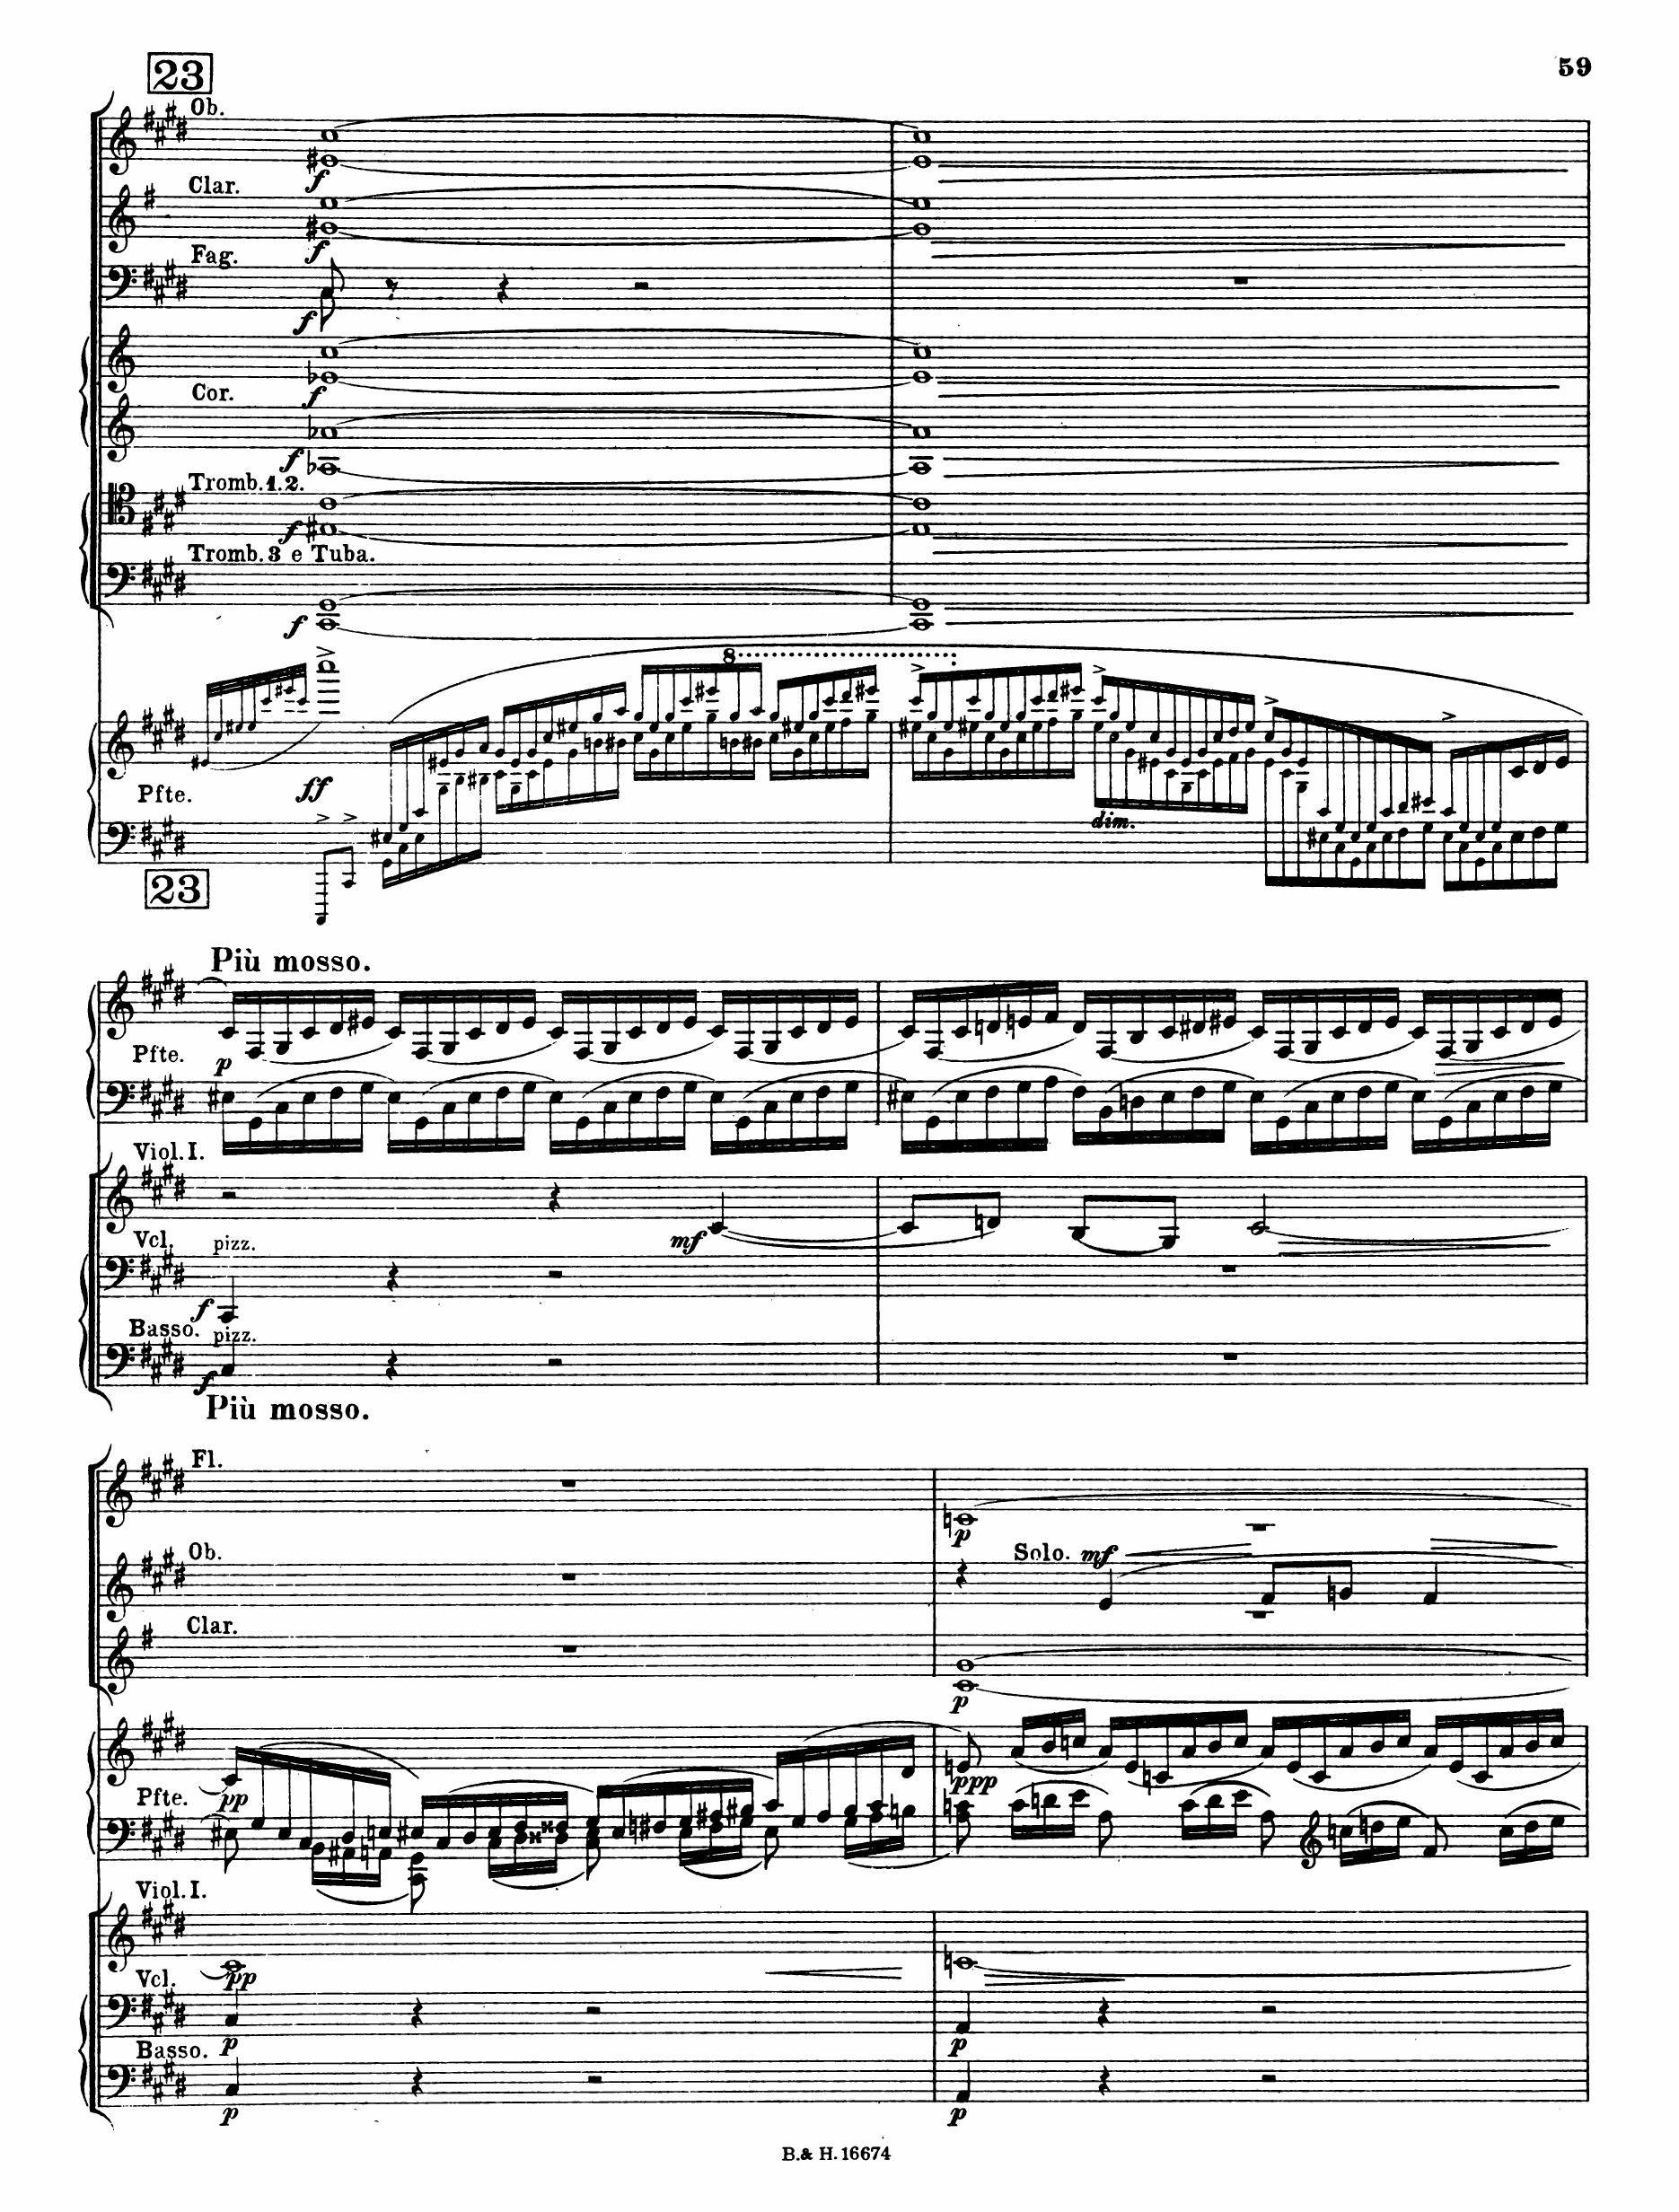 23
59
Ob.
f
Clar.
f
Fag.
f
Cor.
f
f
Tromb. 1. 2.
f
Tromb. 3 e Tuba.
f
8
Pfte.
ff
dim.
23
Più mosso.
Pfte.
p
Viol. I.
mf
Vcl.
pizz.
f
Basso.
pizz.
f
Più mosso.
Fl.
p
Ob.
Solo. mf
Clar.
p
Pfte.
pp
ppp
Viol. I.
pp
Vcl.
p
p
Basso.
p
p
B. & H. 16674